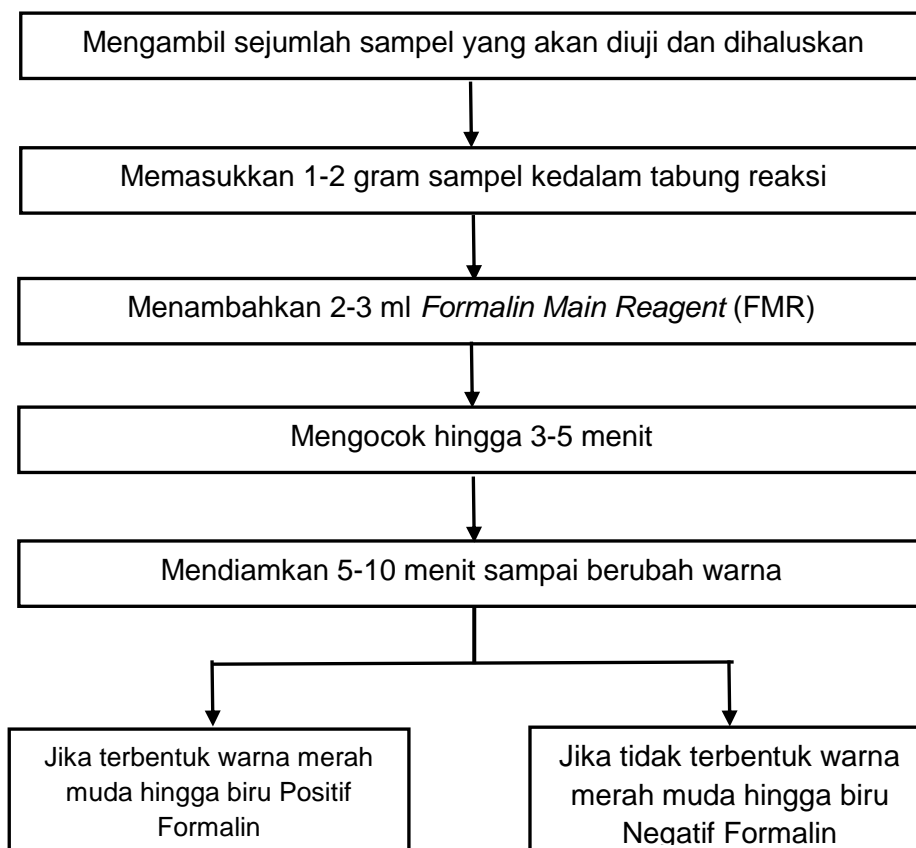 Mengambil sejumlah sampel yang akan diuji dan dihaluskan
Memasukkan 1-2 gram sampel kedalam tabung reaksi
Menambahkan 2-3 ml Formalin Main Reagent (FMR)
Mengocok hingga 3-5 menit
Mendiamkan 5-10 menit sampai berubah warna
Jika terbentuk warna merah
muda hingga biru Positif
Formalin
Jika tidak terbentuk warna
merah muda hingga biru
Negatif Formalin